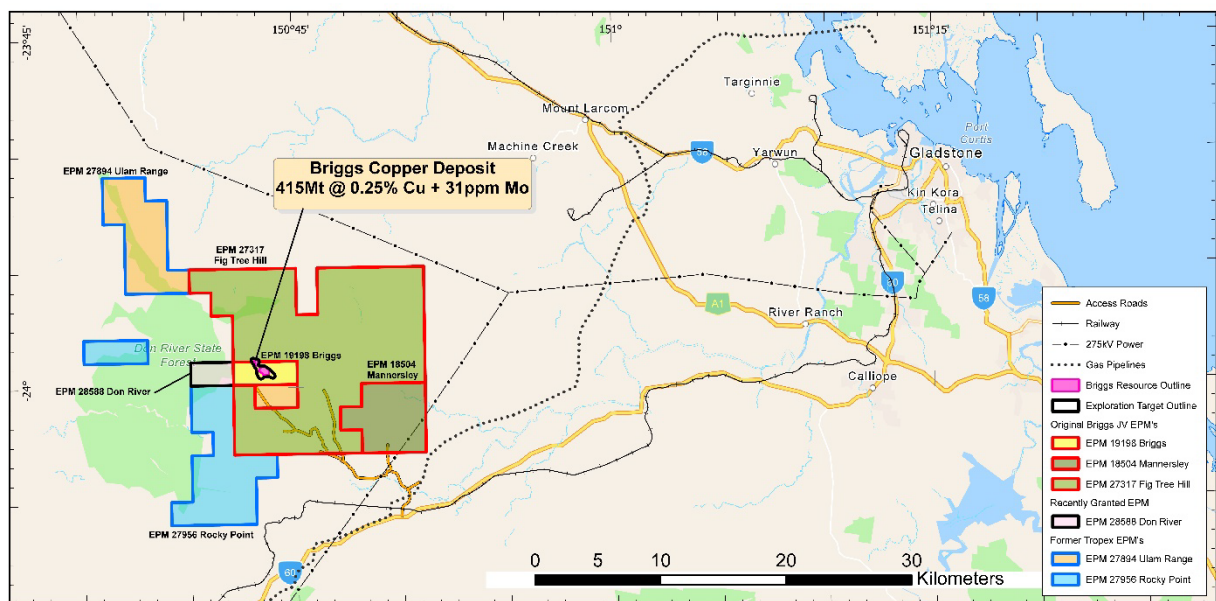 150°45'
151°
151°15'
-23°45'
Targinnie
Mount Larcom
Machine Creek
58
Yarwun
Port
Curtis
Gladstone
Kin Kora
Telina
EPM 27894 Ulam Range
Briggs Copper Deposit
415Mt @ 0.25% Cu + 31ppm Mo
EPM 27317
Fig Tree Hill
A1
River Ranch
58
Don River State
Forest
EPM 19198 Briggs
EPM 18504
Mannersley
EPM 28588 Don River
-24°
Calliope
EPM 27956 Rocky Point
60
0 5 10 20 30
Kilometers
Access Roads
Railway
275kV Power
Gas Pipelines
Briggs Resource Outline
Exploration Target Outline
Original Briggs JV EPM's
EPM 19198 Briggs
EPM 18504 Mannersley
EPM 27317 Fig Tree Hill
Recently Granted EPM
EPM 28588 Don River
Former Tropex EPM's
EPM 27894 Ulam Range
EPM 27956 Rocky Point